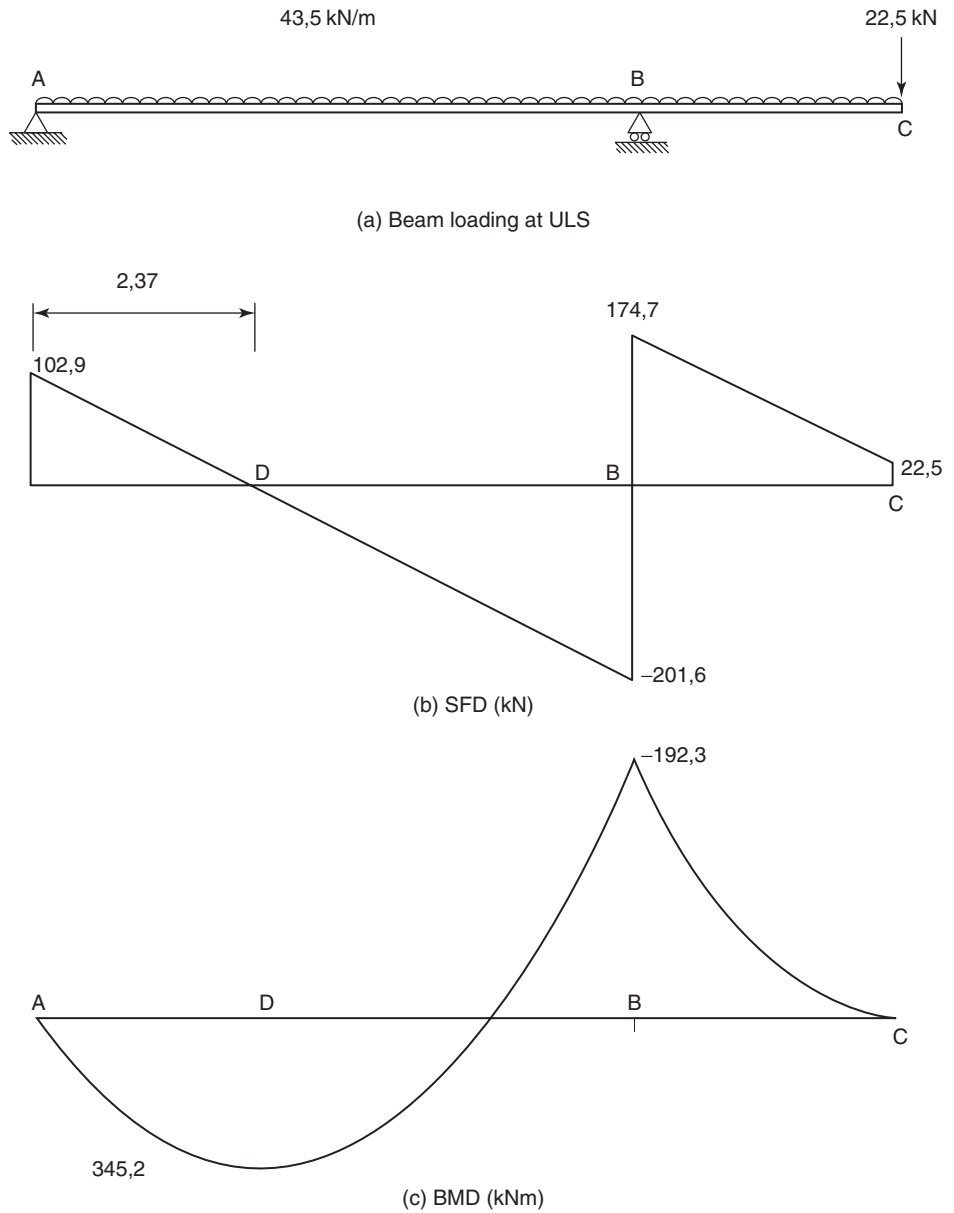 43,5 kN/m
22,5 kN
A
B
C
(a) Beam loading at ULS
2,37
102,9
174,7
D
B
22,5
C
–201,6
(b) SFD (kN)
–192,3
A
D
B
C
345,2
(c) BMD (kNm)